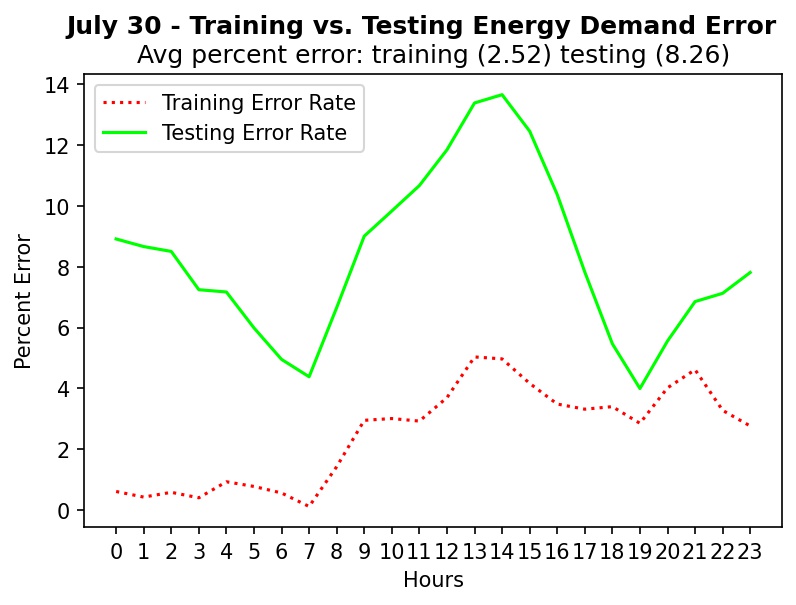 July 30 - Training vs. Testing Energy Demand Error
Avg percent error: training (2.52) testing (8.26)
Training Error Rate
Testing Error Rate
14
12
10
8
6
4
2
0
Percent Error
0 1 2 3 4 5 6 7 8 9 10 11 12 13 14 15 16 17 18 19 20 21 22 23
Hours